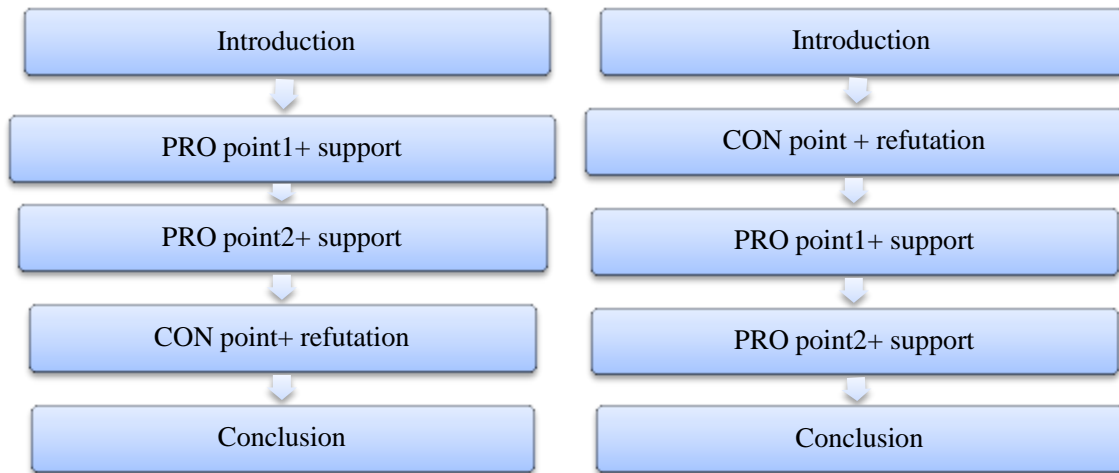 Introduction
PRO point1+ support
PRO point2+ support
CON point+ refutation
Conclusion
Introduction
CON point + refutation
PRO point1+ support
PRO point2+ support
Conclusion